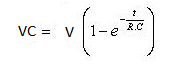 VC = V (1 − e^(−t/R.C))